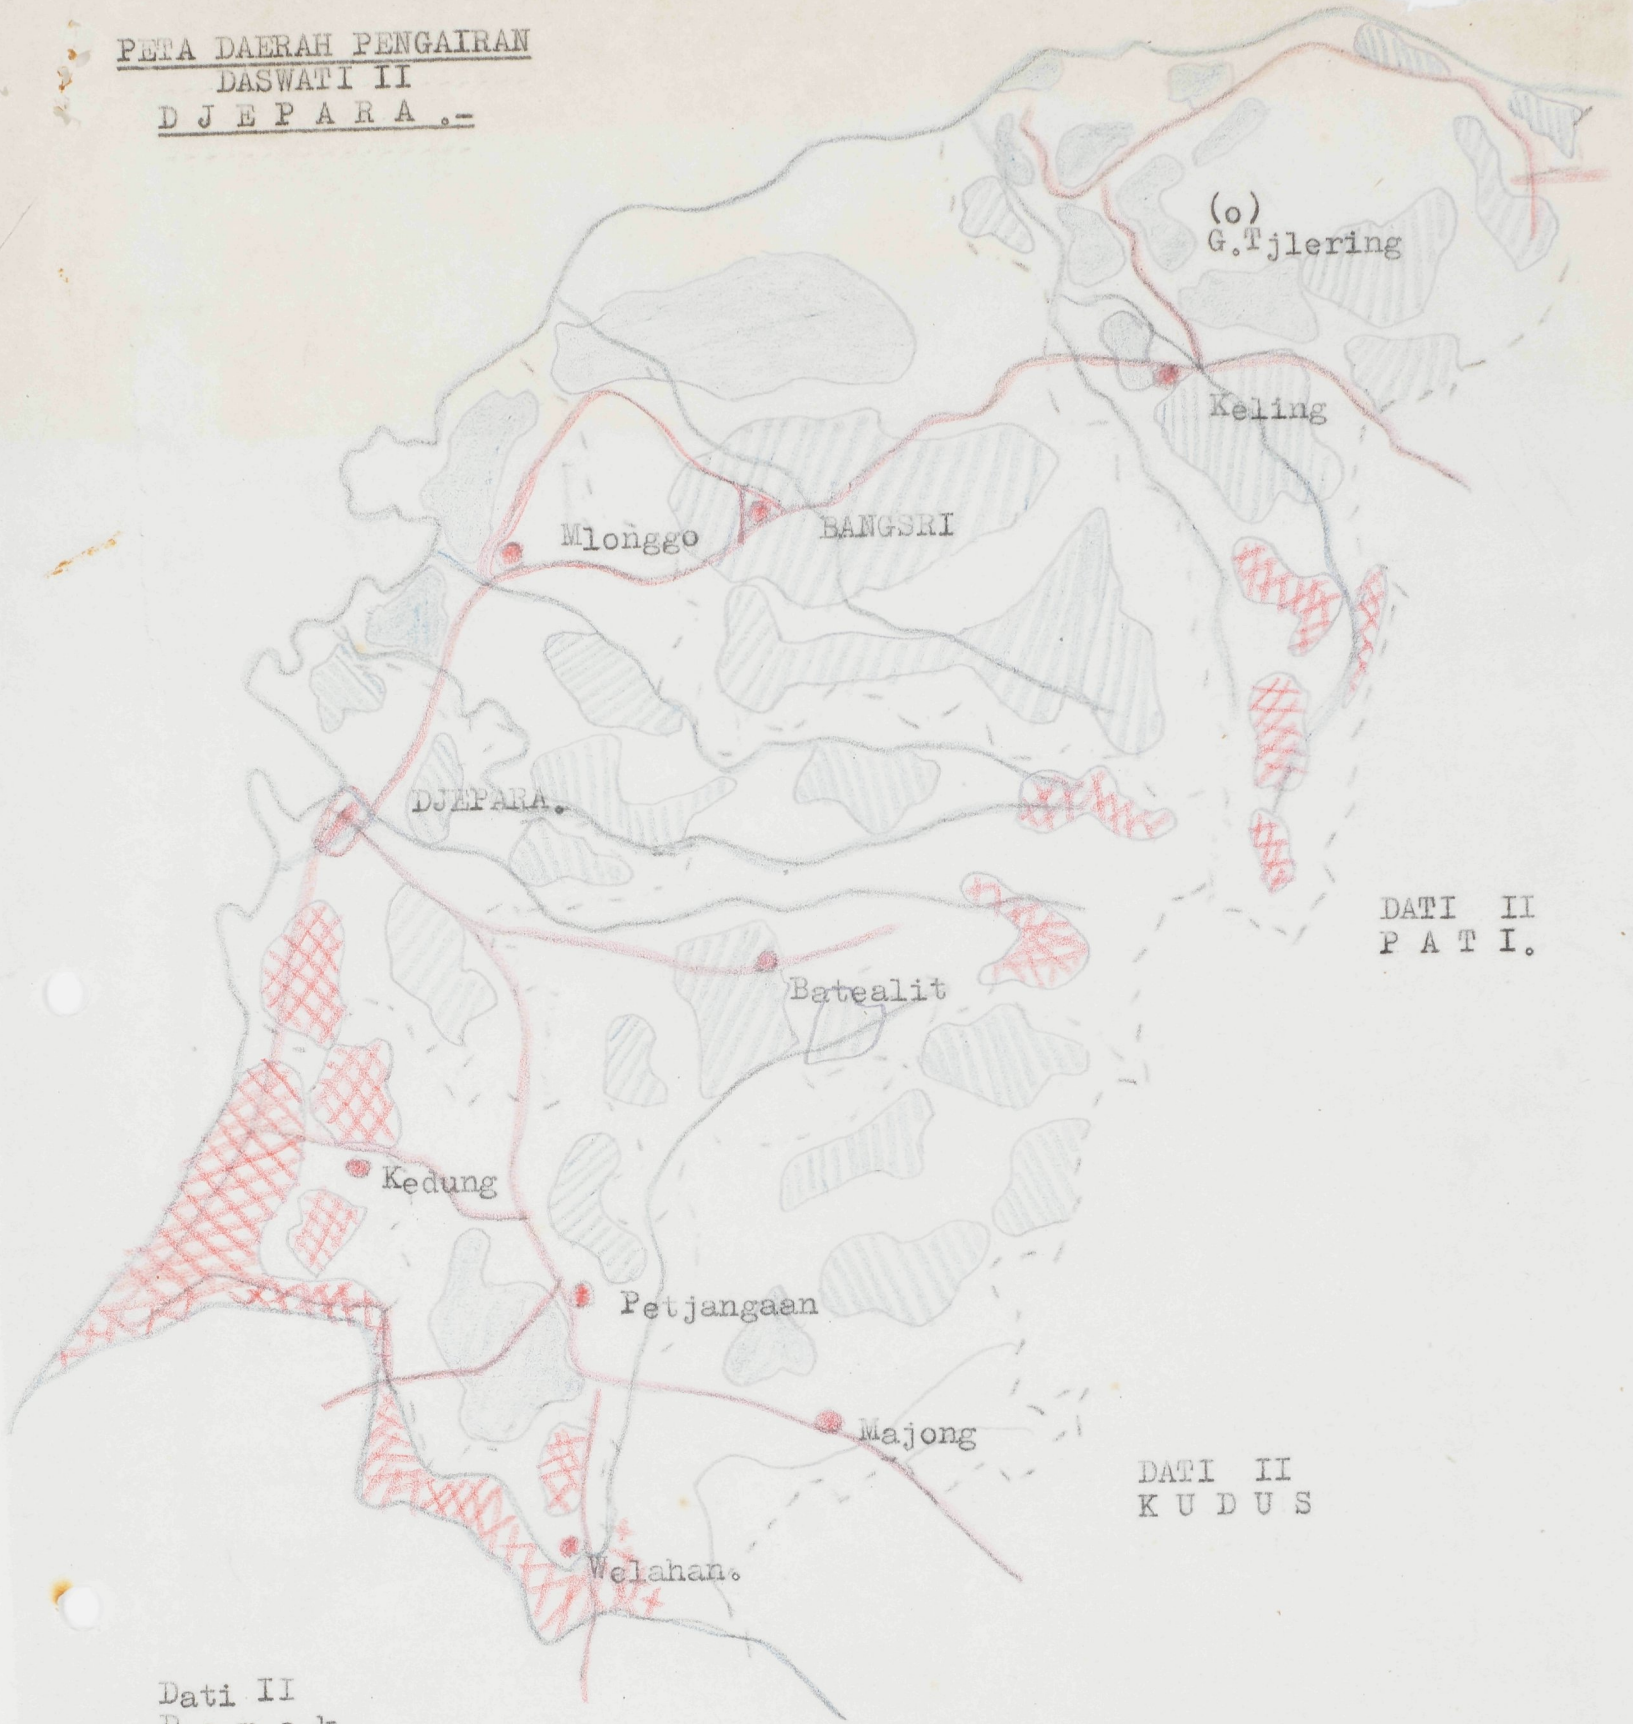 PETA DAERAH PENGAIRAN
DASWATI II
D J E P A R A .-
(o)
G.Tjlering
Keling
Mlonggo
BANGSRI
DJEPARA.
DATI II
P A T I.
Batealit
Kedung
Petjangaan
Majong
DATI II
K U D U S
Welahan.
Dati II